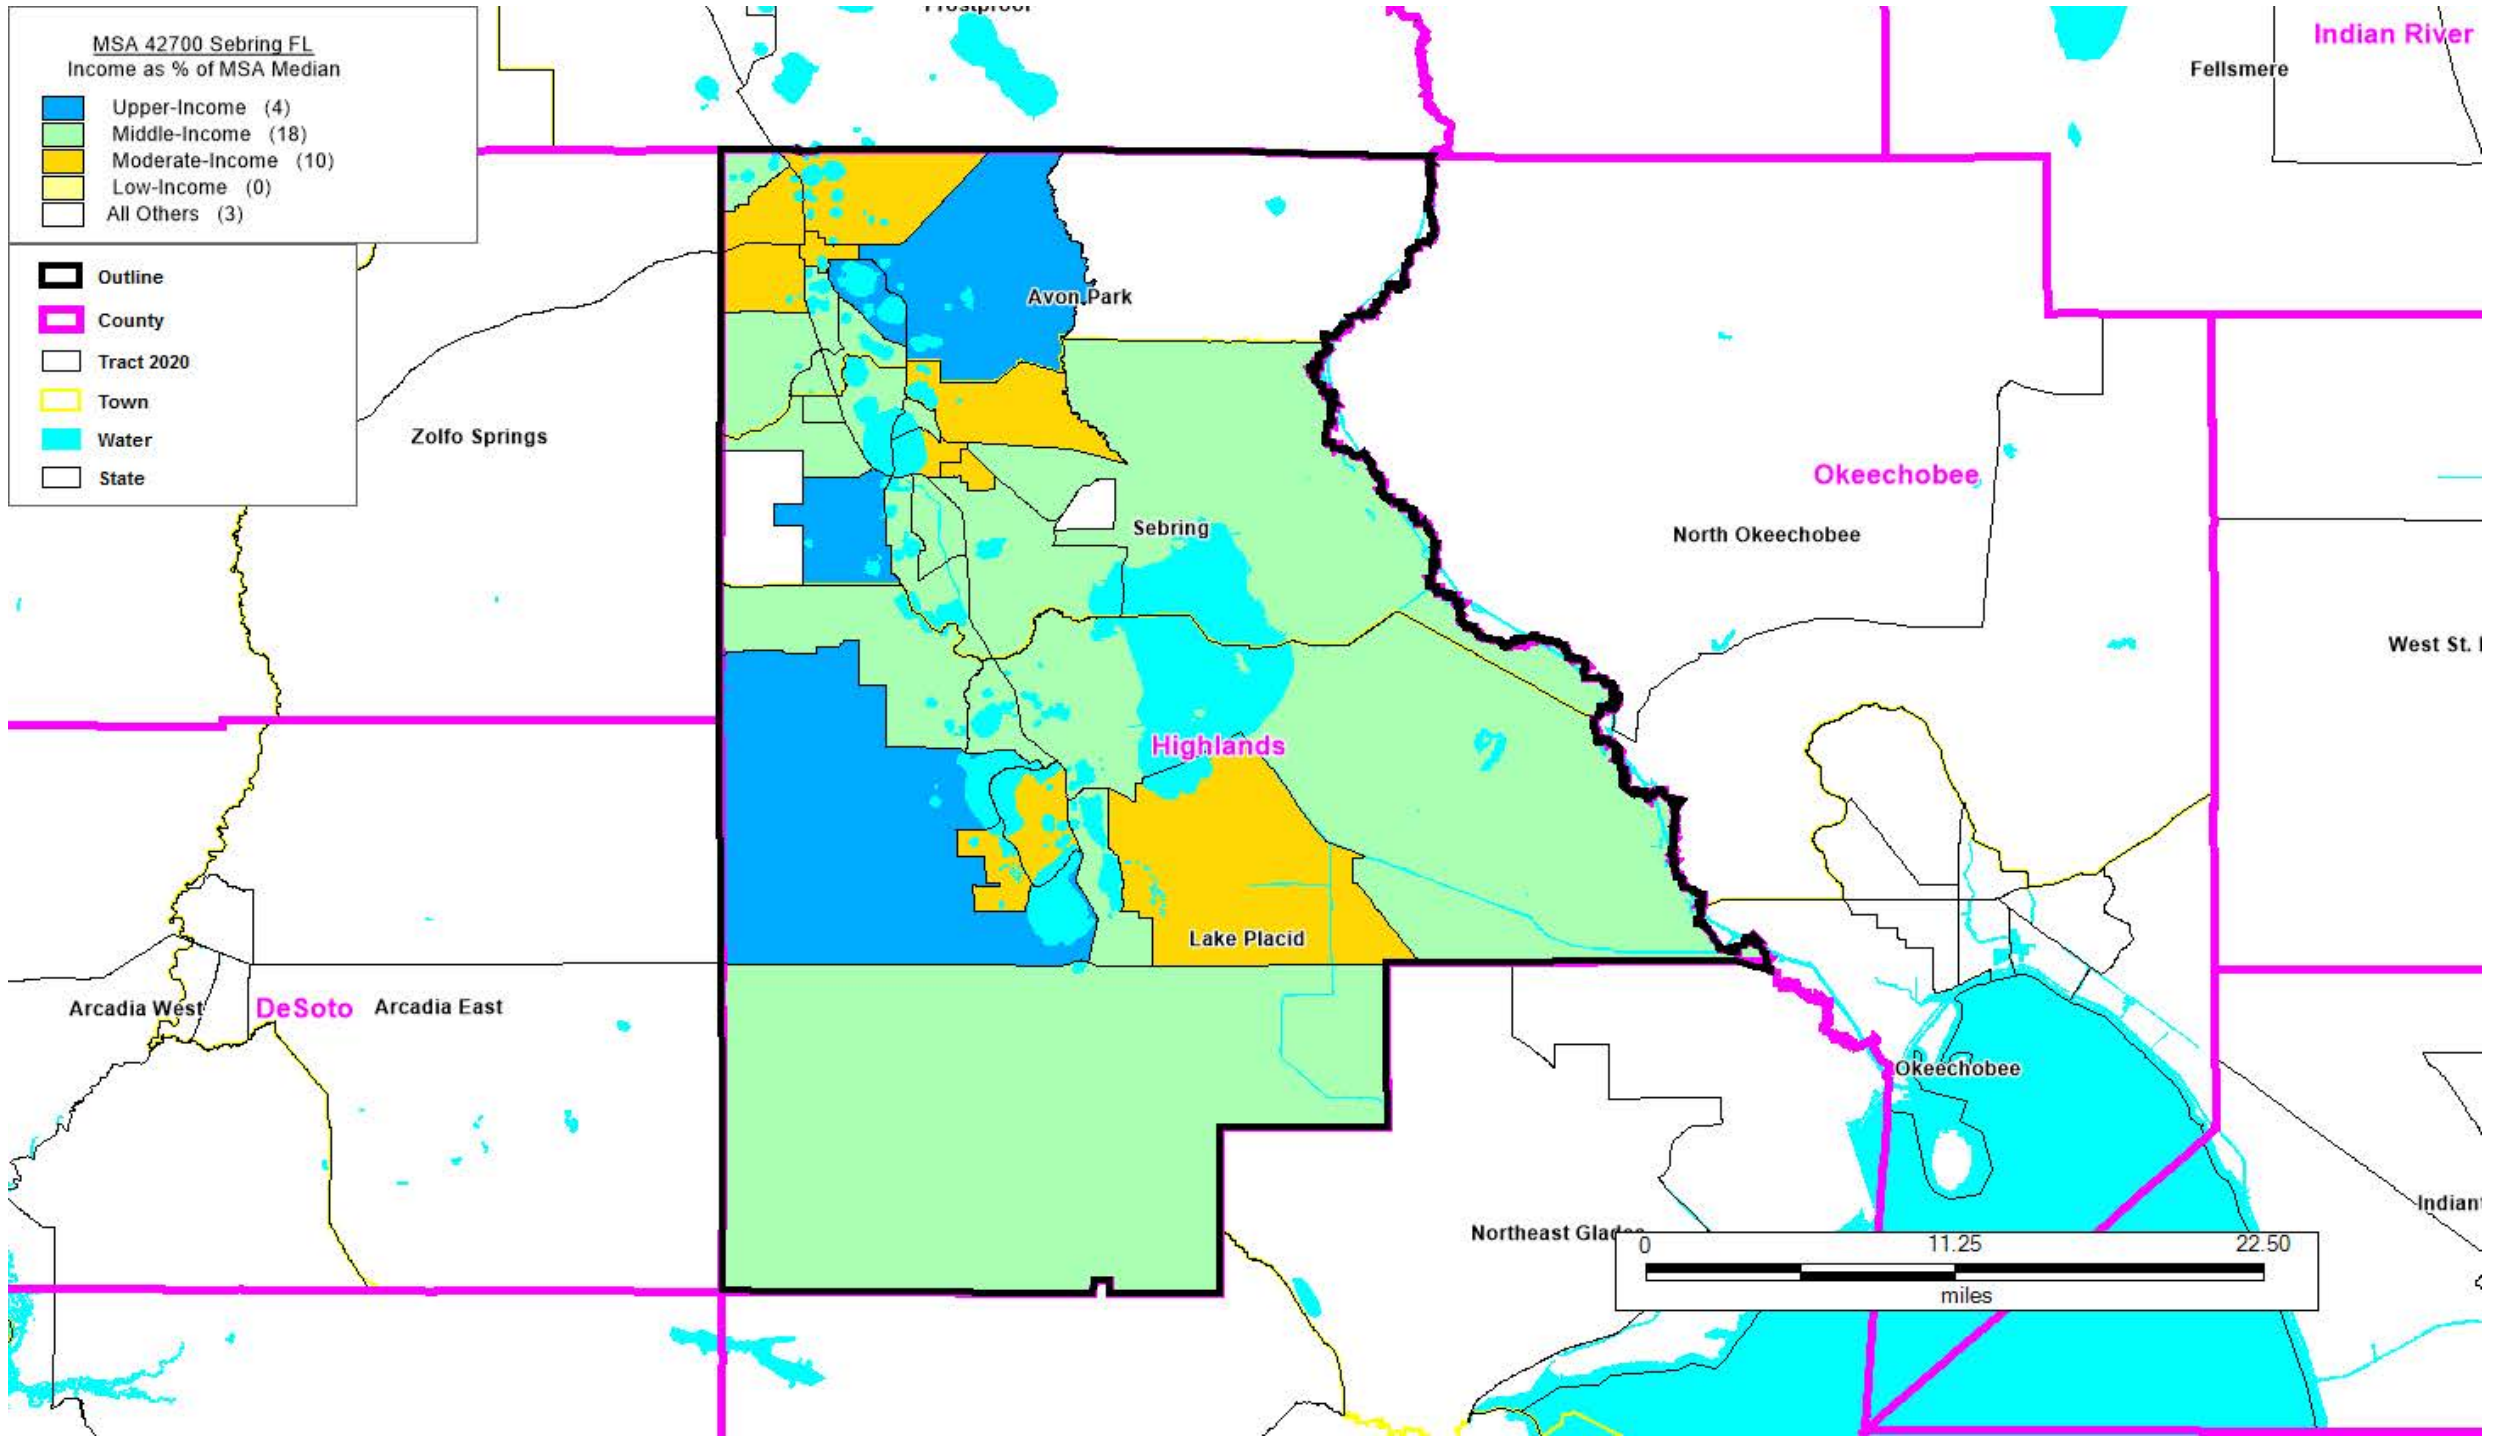 MSA 42700 Sebring FL
Income as % of MSA Median
Upper-Income (4)
Middle-Income (18)
Moderate-Income (10)
Low-Income (0)
All Others (3)
Outline
County
Tract 2020
Town
Water
State
Indian River
Fellsmere
Avon Park
Zolfo Springs
Okeechobee
Sebring
North Okeechobee
West St.
Highlands
Lake Placid
Arcadia West
DeSoto
Arcadia East
Okeechobee
Northeast
0 11.25 22.50
miles